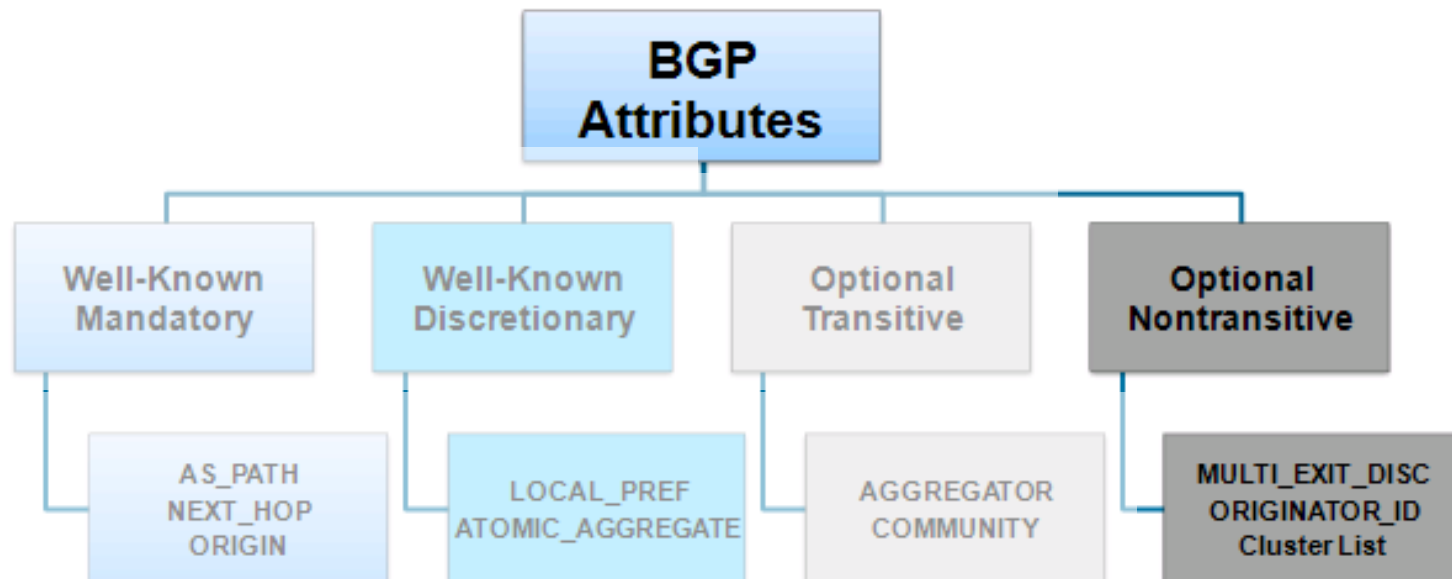 BGP
Attributes
Well-Known
Mandatory
Well-Known
Discretionary
Optional
Transitive
Optional
Nontransitive
AS_PATH
NEXT_HOP
ORIGIN
LOCAL_PREF
ATOMIC_AGGREGATE
AGGREGATOR
COMMUNITY
MULTI_EXIT_DISC
ORIGINATOR_ID
Cluster List